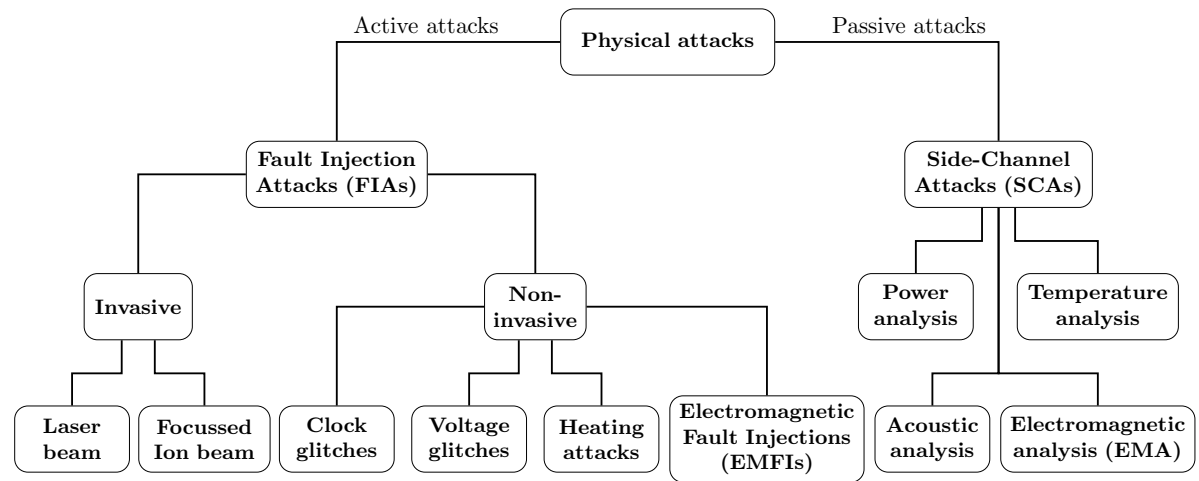 Active attacks
Physical attacks
Passive attacks
Fault Injection
Attacks (FIAs)
Side-Channel
Attacks (SCAs)
Invasive
Non-
invasive
Power
analysis
Temperature
analysis
Laser
beam
Focussed
Ion beam
Clock
glitches
Voltage
glitches
Heating
attacks
Electromagnetic
Fault Injections
(EMFIs)
Acoustic
analysis
Electromagnetic
analysis (EMA)